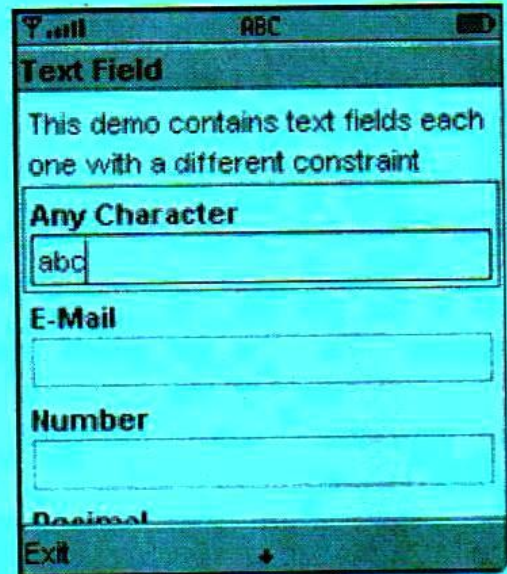 ABC
Text Field
This demo contains text fields each
one with a different constraint
Any Character
abc
E-Mail
Number
Decimal
Exit